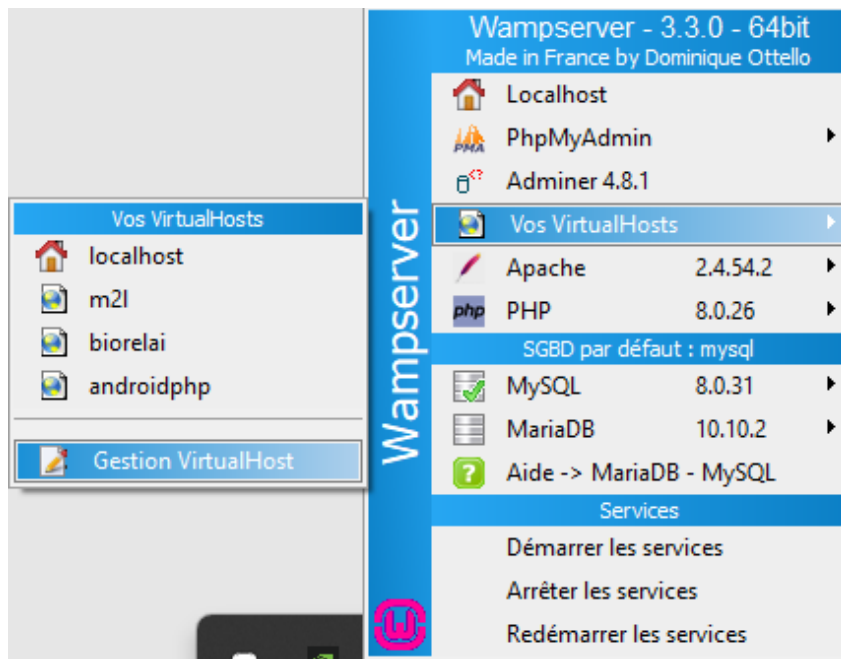 Wampserver - 3.3.0 - 64bit
Made in France by Dominique Ottello
Wampserver
Localhost
PhpMyAdmin
PMA
Adminer 4.8.1
Vos VirtualHosts
Apache 2.4.54.2
php PHP 8.0.26
SGBD par défaut : mysql
MySQL 8.0.31
MariaDB 10.10.2
? Aide -> MariaDB - MySQL
Services
Démarrer les services
Arrêter les services
Redémarrer les services
Vos VirtualHosts
localhost
m2l
biorelai
androidphp
Gestion VirtualHost